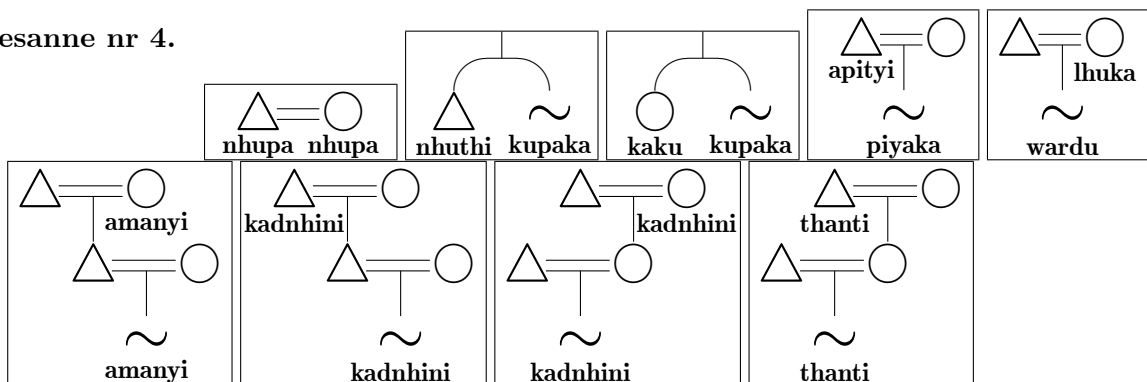 esanne nr 4.
apityi
lhuka
nhupa nhupa
nhuthi kupaka
kaku kupaka
piyaka
wardu
amanyi
kadnhini
kadnhini
thanti
amanyi
kadnhini
kadnhini
thanti